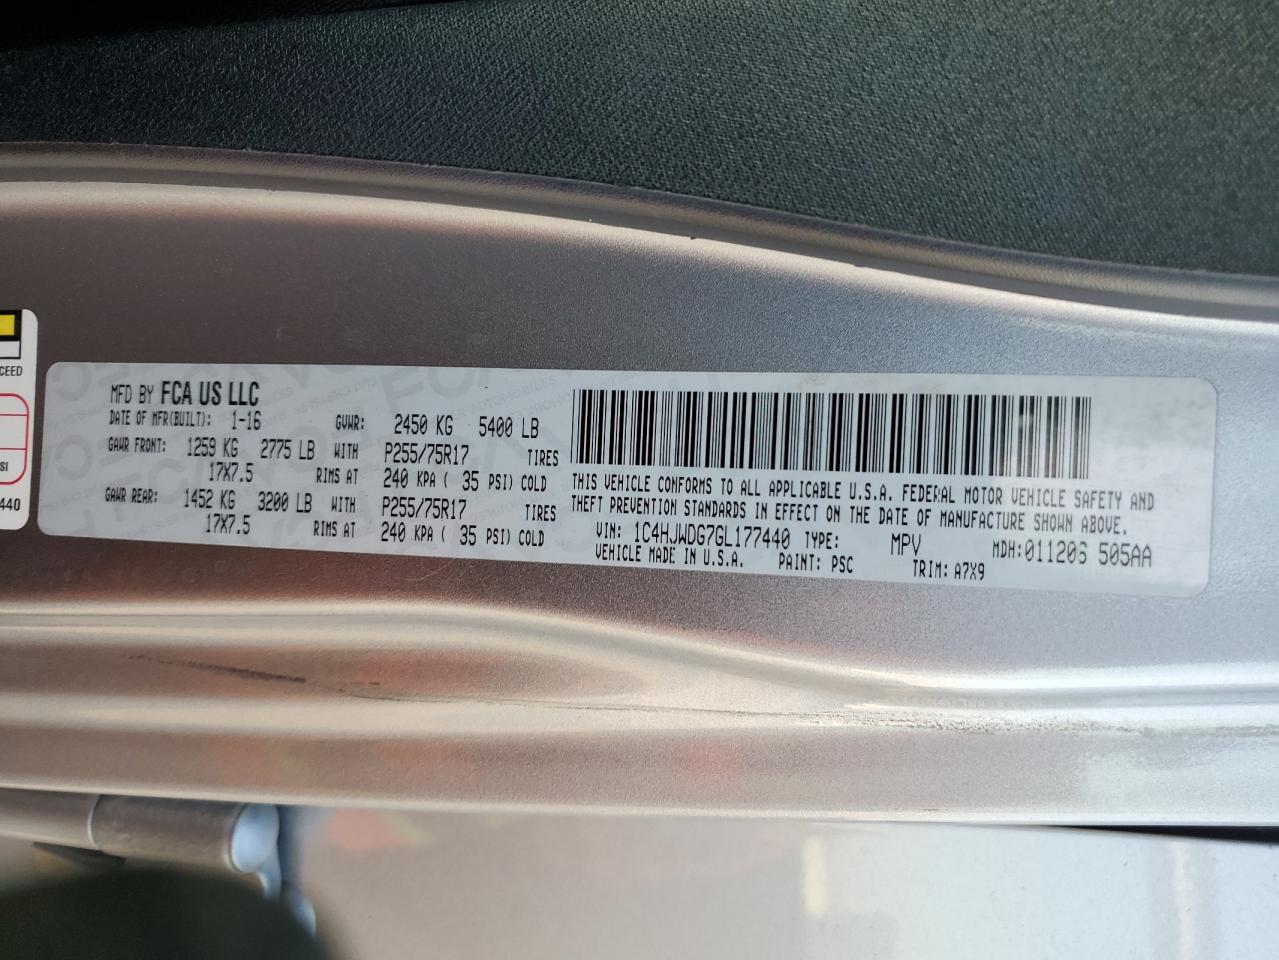 CEED
SI
440
MFD BY FCA US LLC
DATE OF MFR(BUILT): 1-16 GVWR: 2450 KG 5400 LB
GAWR FRONT: 1259 KG 2775 LB WITH P255/75R17 TIRES
17X7.5 RIMS AT 240 KPA ( 35 PSI) COLD
GAWR REAR: 1452 KG 3200 LB WITH P255/75R17 TIRES
17X7.5 RIMS AT 240 KPA ( 35 PSI) COLD
THIS VEHICLE CONFORMS TO ALL APPLICABLE U.S.A. FEDERAL MOTOR VEHICLE SAFETY AND
THEFT PREVENTION STANDARDS IN EFFECT ON THE DATE OF MANUFACTURE SHOWN ABOVE.
VIN: 1C4HJWDG7GL177440 TYPE: MPV MDH:011206 505AA
VEHICLE MADE IN U.S.A. PAINT: PSC TRIM: A7X9